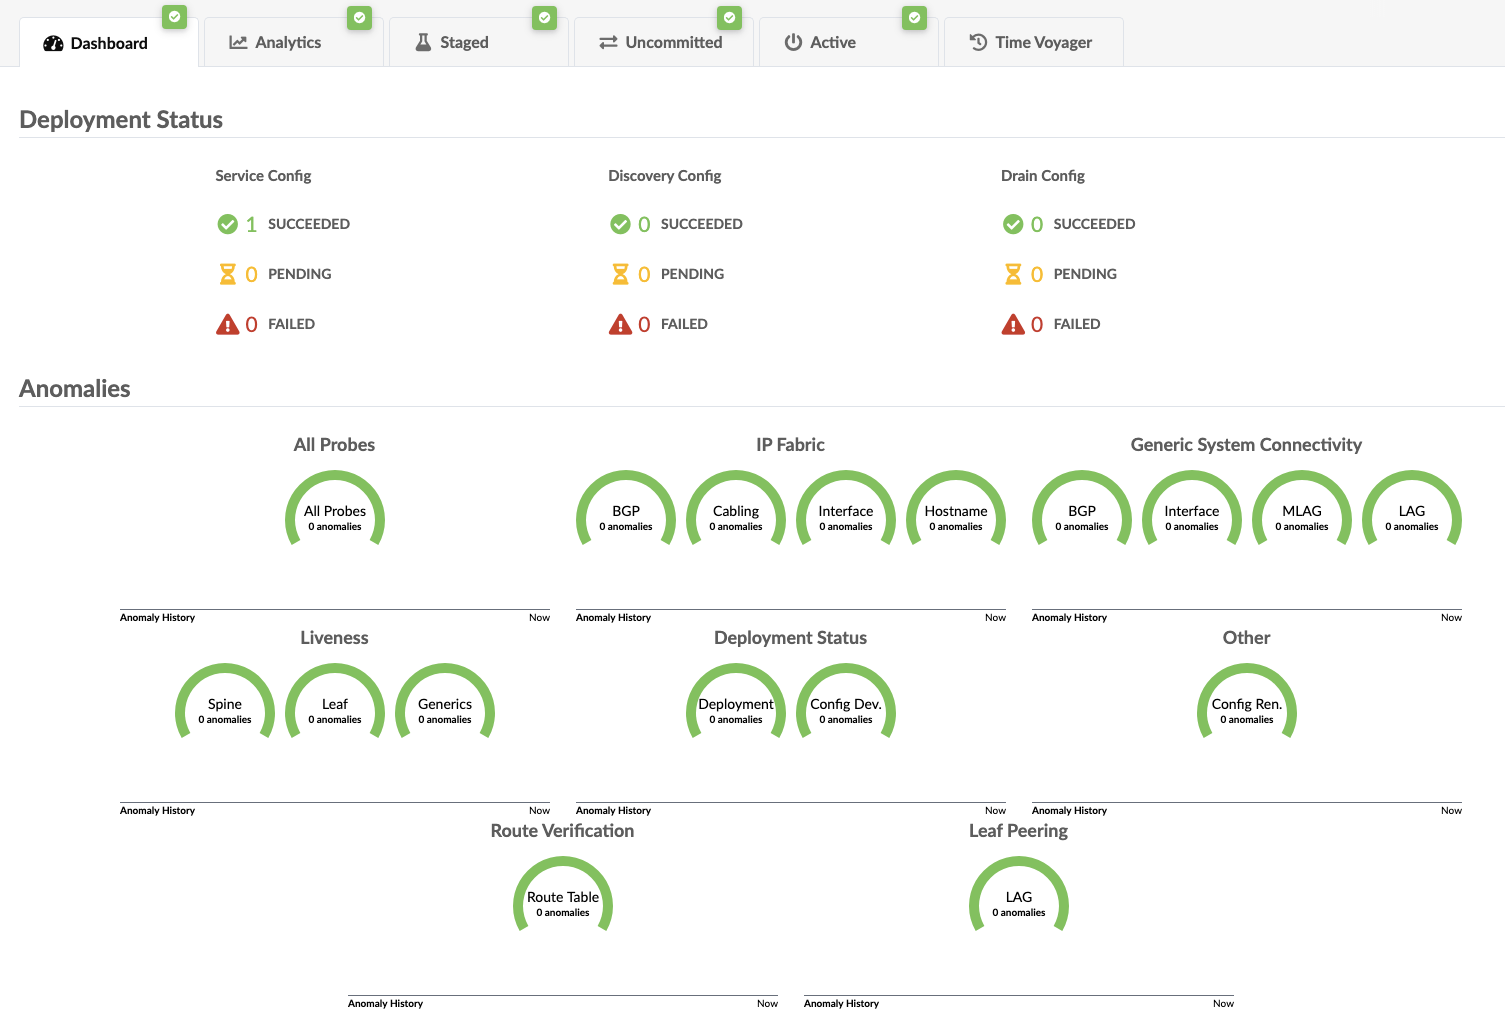 Dashboard
Analytics
Staged
Uncommitted
Active
Time Voyager
Deployment Status
Service Config
Discovery Config
Drain Config
1 SUCCEEDED
0 SUCCEEDED
0 SUCCEEDED
0 PENDING
0 PENDING
0 PENDING
0 FAILED
0 FAILED
0 FAILED
Anomalies
All Probes
IP Fabric
Generic System Connectivity
All Probes
0 anomalies
BGP
0 anomalies
Cabling
0 anomalies
Interface
0 anomalies
Hostname
0 anomalies
BGP
0 anomalies
Interface
0 anomalies
MLAG
0 anomalies
LAG
0 anomalies
Anomaly History Now
Anomaly History Now
Anomaly History Now
Liveness
Deployment Status
Other
Spine
0 anomalies
Leaf
0 anomalies
Generics
0 anomalies
Deployment
0 anomalies
Config Dev.
0 anomalies
Config Ren.
0 anomalies
Anomaly History Now
Anomaly History Now
Anomaly History Now
Route Verification
Leaf Peering
Route Table
0 anomalies
LAG
0 anomalies
Anomaly History Now
Anomaly History Now